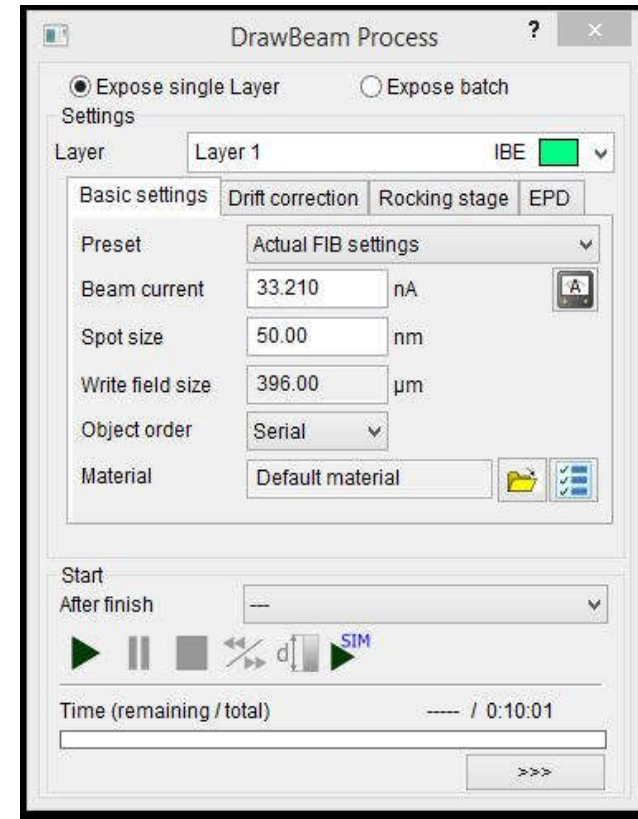 DrawBeam Process ?
Expose single Layer Expose batch
Settings
Layer Layer 1 IBE
Basic settings Drift correction Rocking stage EPD
Preset Actual FIB settings
Beam current 33.210 nA A
Spot size 50.00 nm
Write field size 396.00 µm
Object order Serial
Material Default material
Start
After finish ---
d SIM
Time (remaining / total) ----- / 0:10:01
>>>